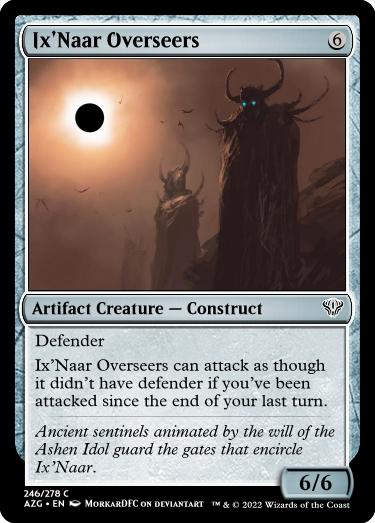 Ix'Naar Overseers 6
Artifact Creature — Construct
Defender
Ix'Naar Overseers can attack as though
it didn't have defender if you've been
attacked since the end of your last turn.
Ancient sentinels animated by the will of the
Ashen Idol guard the gates that encircle
Ix'Naar.
6/6
246/278 C
AZG • EN MorkarDFC on deviantart ™ & © 2022 Wizards of the Coast